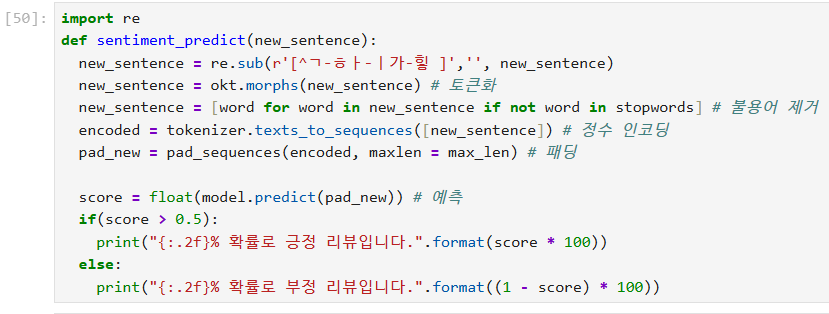 [50]: import re
def sentiment_predict(new_sentence):
  new_sentence = re.sub(r'[^ㄱ-ㅎㅏ-ㅣ가-힣 ]','', new_sentence)
  new_sentence = okt.morphs(new_sentence) # 토큰화
  new_sentence = [word for word in new_sentence if not word in stopwords] # 불용어 제거
  encoded = tokenizer.texts_to_sequences([new_sentence]) # 정수 인코딩
  pad_new = pad_sequences(encoded, maxlen = max_len) # 패딩
  score = float(model.predict(pad_new)) # 예측
  if(score > 0.5):
    print("{:.2f}% 확률로 긍정 리뷰입니다.".format(score * 100))
  else:
    print("{:.2f}% 확률로 부정 리뷰입니다.".format((1 - score) * 100))